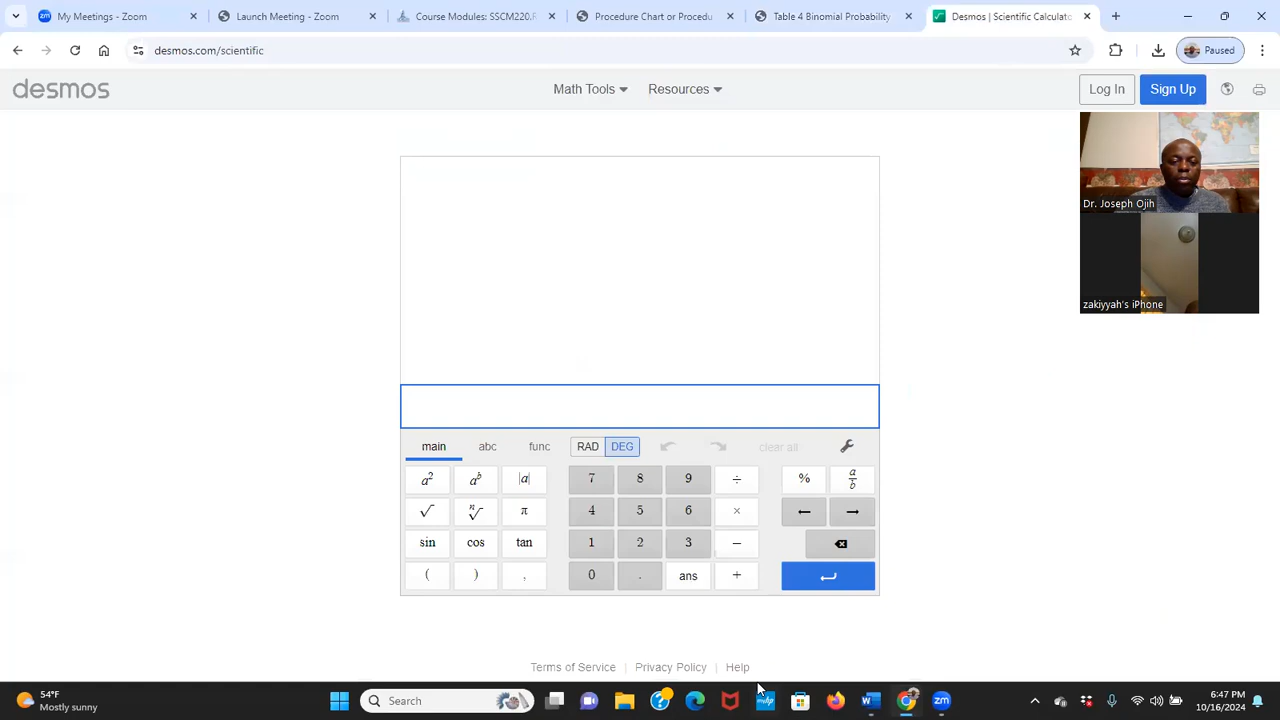 My Meetings - Zoom
Launch Meeting - Zoom
Course Modules: SSCM220.
Procedure Chart or Procedu
Table 4 Binomial Probability
Desmos | Scientific Calculato
desmos.com/scientific
Paused
desmos
Math Tools
Resources
Log In
Sign Up
Dr. Joseph Ojih
zakiyyah's iPhone
main abc func RAD DEG clear all
a² aᵇ |a| 7 8 9 ÷ % a/b
√ ⁿ√ π 4 5 6 × ← →
sin cos tan 1 2 3 −
( ) , 0 . ans +
Terms of Service | Privacy Policy | Help
54°F
Mostly sunny
Search
6:47 PM
10/16/2024